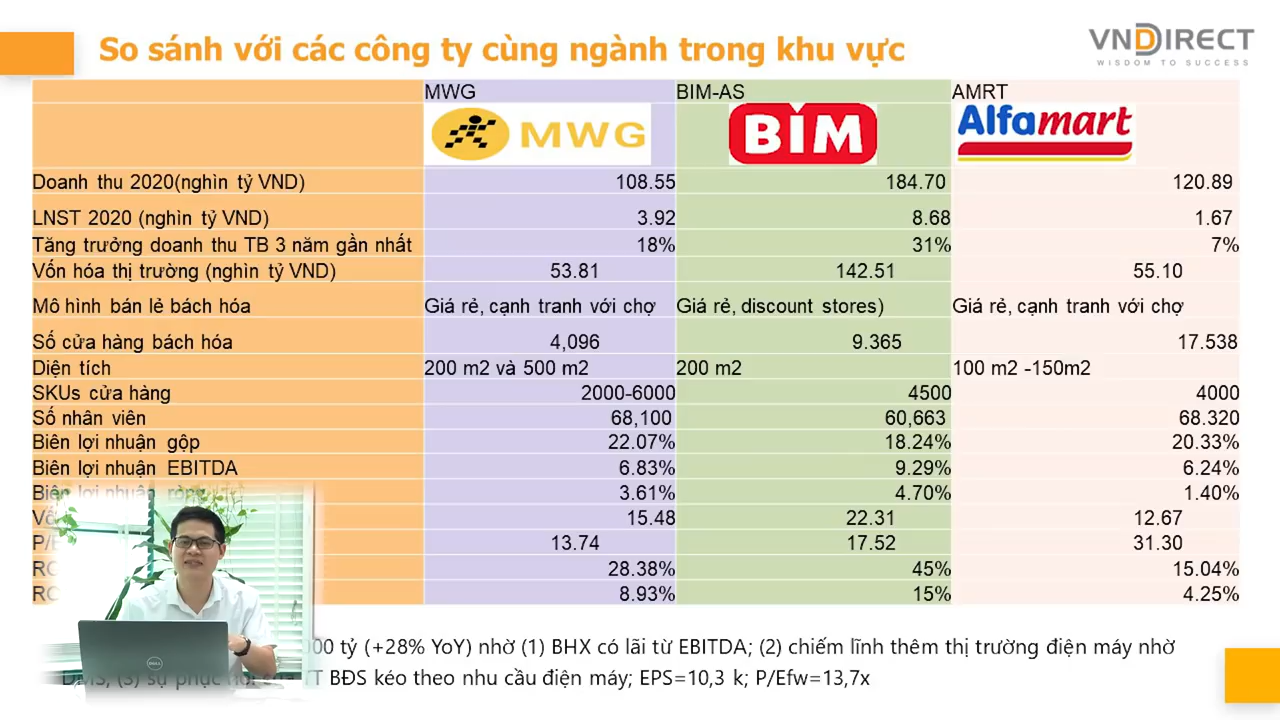 So sánh với các công ty cùng ngành trong khu vực
VNDIRECT
WISDOM TO SUCCESS
MWG BIM-AS AMRT
MWG BİM Alfamart
Doanh thu 2020(nghìn tỷ VND) 108.55 184.70 120.89
LNST 2020 (nghìn tỷ VND) 3.92 8.68 1.67
Tăng trưởng doanh thu TB 3 năm gần nhất 18% 31% 7%
Vốn hóa thị trường (nghìn tỷ VND) 53.81 142.51 55.10
Mô hình bán lẻ bách hóa Giá rẻ, cạnh tranh với chợ Giá rẻ, discount stores) Giá rẻ, cạnh tranh với chợ
Số cửa hàng bách hóa 4,096 9.365 17.538
Diện tích 200 m2 và 500 m2 200 m2 100 m2 -150m2
SKUs cửa hàng 2000-6000 4500 4000
Số nhân viên 68,100 60,663 68.320
Biên lợi nhuận gộp 22.07% 18.24% 20.33%
Biên lợi nhuận EBITDA 6.83% 9.29% 6.24%
Biên lợi nhuận ròng 3.61% 4.70% 1.40%
15.48 22.31 12.67
13.74 17.52 31.30
28.38% 45% 15.04%
8.93% 15% 4.25%
tỷ (+28% YoY) nhờ (1) BHX có lãi từ EBITDA; (2) chiếm lĩnh thêm thị trường điện máy nhờ
BĐS kéo theo nhu cầu điện máy; EPS=10,3 k; P/Efw=13,7x
DELL